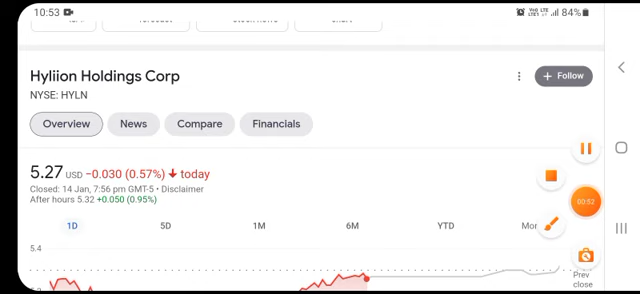 10:53
84%
Hyliion Holdings Corp
Follow
NYSE: HYLN
Overview
News
Compare
Financials
5.27 USD −0.030 (0.57%) today
Closed: 14 Jan, 7:56 pm GMT-5 • Disclaimer
After hours 5.32 +0.050 (0.95%)
1D 5D 1M 6M YTD
5.4
Prev
close